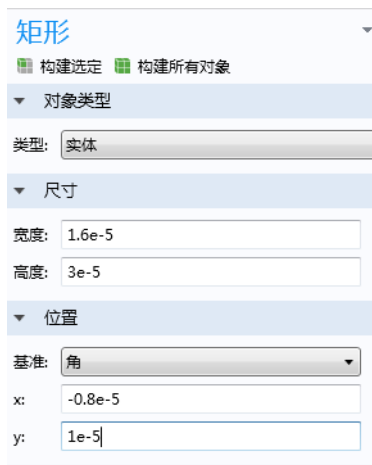 矩形
构建选定 构建所有对象
对象类型
类型: 实体
尺寸
宽度: 1.6e-5
高度: 3e-5
位置
基准: 角
x: -0.8e-5
y: 1e-5